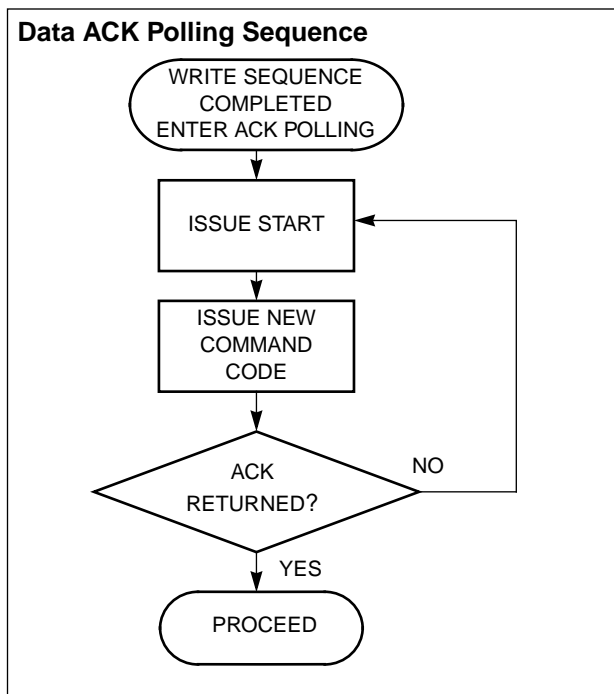 Data ACK Polling Sequence
WRITE SEQUENCE
COMPLETED
ENTER ACK POLLING
ISSUE START
ISSUE NEW
COMMAND
CODE
ACK
RETURNED?
NO
YES
PROCEED